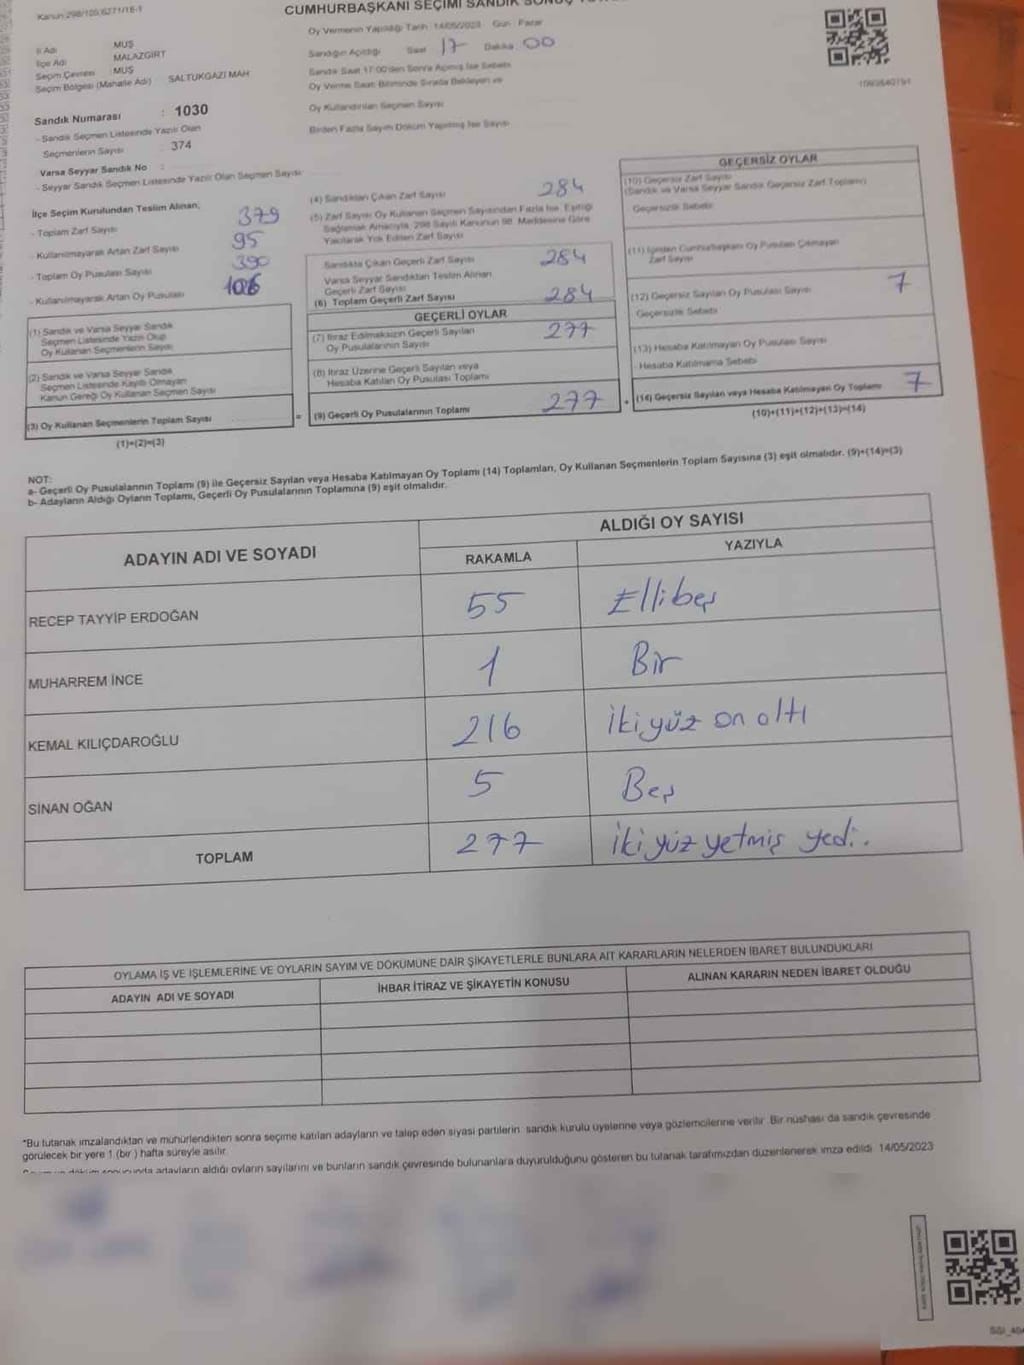 Kanun 298/105,6271/18-1
CUMHURBAŞKANI SEÇİMİ SANDIK
Oy Vermenin Yapıldığı Tarih 14/05/2023 Gün : Pazar
Sandığın Açıldığı Saat 17 Dakika : 00
Sandık Saat 17:00'den Sonra Açılmış İse Sebebi
Oy Verme Saati Bitiminde Sırada Bekleyen ve
Oy Kullandırılan Seçmen Sayısı
Birden Fazla Sayım Döküm Yapılmış İse Sayısı
İl Adı MUŞ
İlçe Adı MALAZGİRT
Seçim Çevresi : MUŞ
Seçim Bölgesi (Mahalle Adı) SALTUKGAZİ MAH
Sandık Numarası : 1030
- Sandık Seçmen Listesinde Yazılı Olan
Seçmenlerin Sayısı : 374
Varsa Seyyar Sandık No :
- Seyyar Sandık Seçmen Listesinde Yazılı Olan Seçmen Sayısı
İlçe Seçim Kurulundan Teslim Alınan,
- Toplam Zarf Sayısı 379
- Kullanılmayarak Artan Zarf Sayısı 95
- Toplam Oy Pusulası Sayısı 390
- Kullanılmayarak Artan Oy Pusulası 106
(1) Sandık ve Varsa Seyyar Sandık
Seçmen Listesinde Yazılı Olup
Oy Kullanan Seçmenlerin Sayısı
(2) Sandık ve Varsa Seyyar Sandık
Seçmen Listesinde Kayıtlı Olmayan
Kanun Gereği Oy Kullanan Seçmen Sayısı
(3) Oy Kullanan Seçmenlerin Toplam Sayısı =
(1)+(2)=(3)
(4) Sandıktan Çıkan Zarf Sayısı 284
(5) Zarf Sayısı Oy Kullanan Seçmen Sayısından Fazla İse, Eşitliği
Sağlamak Amacıyla, 298 Sayılı Kanunun 98. Maddesine Göre
Yakılarak Yok Edilen Zarf Sayısı
Sandıkta Çıkan Geçerli Zarf Sayısı 284
Varsa Seyyar Sandıktan Teslim Alınan
Geçerli Zarf Sayısı
(6) Toplam Geçerli Zarf Sayısı 284
GEÇERLİ OYLAR
(7) İtiraz Edilmeksizin Geçerli Sayılan
Oy Pusulalarının Sayısı 277
(8) İtiraz Üzerine Geçerli Sayılan veya
Hesaba Katılan Oy Pusulası Toplamı
(9) Geçerli Oy Pusulalarının Toplamı 277 +
GEÇERSİZ OYLAR
(10) Geçersiz Zarf Sayısı
(Sandık ve Varsa Seyyar Sandık Geçersiz Zarf Toplamı)
Geçersizlik Sebebi
(11) İçinden Cumhurbaşkanı Oy Pusulası Çıkmayan
Zarf Sayısı
(12) Geçersiz Sayılan Oy Pusulası Sayısı 7
Geçersizlik Sebebi
(13) Hesaba Katılmayan Oy Pusulası Sayısı
Hesaba Katılmama Sebebi
(14) Geçersiz Sayılan veya Hesaba Katılmayan Oy Toplamı 7
(10)+(11)+(12)+(13)=(14)
NOT:
a- Geçerli Oy Pusulalarının Toplamı (9) ile Geçersiz Sayılan veya Hesaba Katılmayan Oy Toplamı (14) Toplamları, Oy Kullanan Seçmenlerin Toplam Sayısına (3) eşit olmalıdır. (9)+(14)=(3)
b- Adayların Aldığı Oyların Toplamı, Geçerli Oy Pusulalarının Toplamına (9) eşit olmalıdır.
ADAYIN ADI VE SOYADI
ALDIĞI OY SAYISI
RAKAMLA YAZIYLA
RECEP TAYYİP ERDOĞAN 55 Ellibeş
MUHARREM İNCE 1 Bir
KEMAL KILIÇDAROĞLU 216 İkiyüz on altı
SİNAN OĞAN 5 Beş
TOPLAM 277 İkiyüz yetmiş yedi.
OYLAMA İŞ VE İŞLEMLERİNE VE OYLARIN SAYIM VE DÖKÜMÜNE DAİR ŞİKAYETLERLE BUNLARA AİT KARARLARIN NELERDEN İBARET BULUNDUKLARI
ADAYIN ADI VE SOYADI İHBAR İTİRAZ VE ŞİKAYETİN KONUSU ALINAN KARARIN NEDEN İBARET OLDUĞU
*Bu tutanak imzalandıktan ve mühürlendikten sonra seçime katılan adayların ve talep eden siyasi partilerin sandık kurulu üyelerine veya gözlemcilerine verilir. Bir nüshası da sandık çevresinde
görülecek bir yere 1 (bir) hafta süreyle asılır.
adayların aldığı oyların sayılarını ve bunların sandık çevresinde bulunanlara duyurulduğunu gösteren bu tutanak tarafımızdan düzenlenerek imza edildi. 14/05/2023